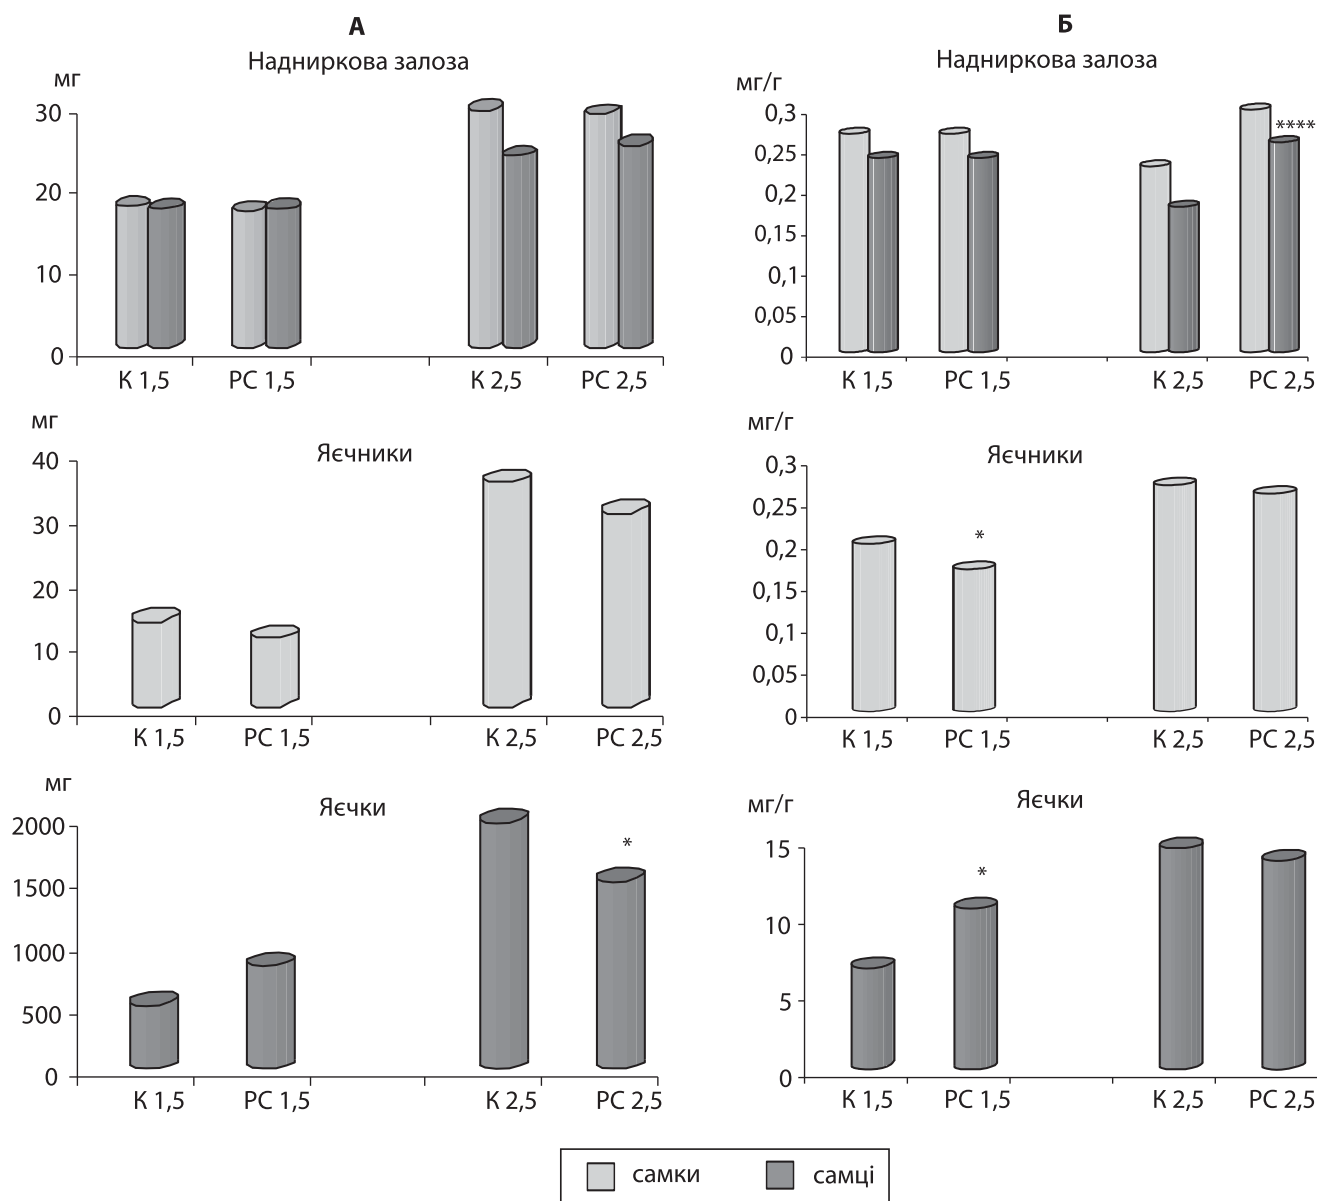 А
Надниркова залоза
мг
30
20
10
0
К 1,5
РС 1,5
К 2,5
РС 2,5
Б
Надниркова залоза
мг/г
0,3
0,25
0,2
0,15
0,1
0,05
0
****
К 1,5
РС 1,5
К 2,5
РС 2,5
мг
Яєчники
40
30
20
10
0
К 1,5
РС 1,5
К 2,5
РС 2,5
мг/г
Яєчники
0,3
0,25
0,2
0,15
0,1
0,05
0
*
К 1,5
РС 1,5
К 2,5
РС 2,5
мг
Яєчки
2000
1500
1000
500
0
*
К 1,5
РС 1,5
К 2,5
РС 2,5
мг/г
Яєчки
15
10
5
0
*
К 1,5
РС 1,5
К 2,5
РС 2,5
самки
самці